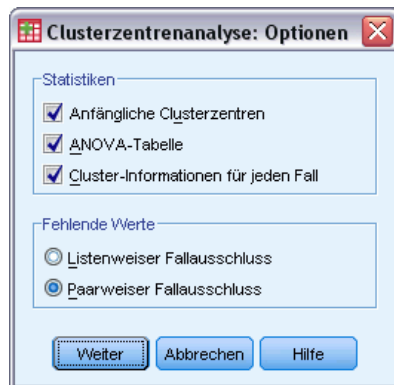 Clusterzentrenanalyse: Optionen
Statistiken
Anfängliche Clusterzentren
ANOVA-Tabelle
Cluster-Informationen für jeden Fall
Fehlende Werte
Listenweiser Fallausschluss
Paarweiser Fallausschluss
Weiter Abbrechen Hilfe